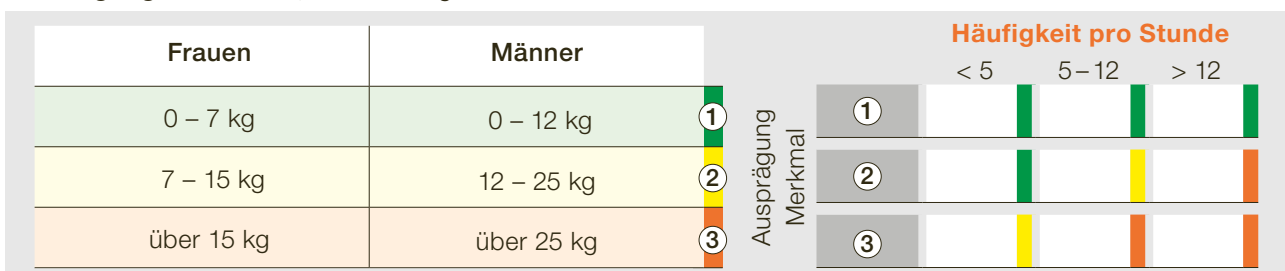 Frauen Männer
0 – 7 kg 0 – 12 kg 1
7 – 15 kg 12 – 25 kg 2
über 15 kg über 25 kg 3
Ausprägung
Merkmal
Häufigkeit pro Stunde
< 5 5–12 > 12
1
2
3